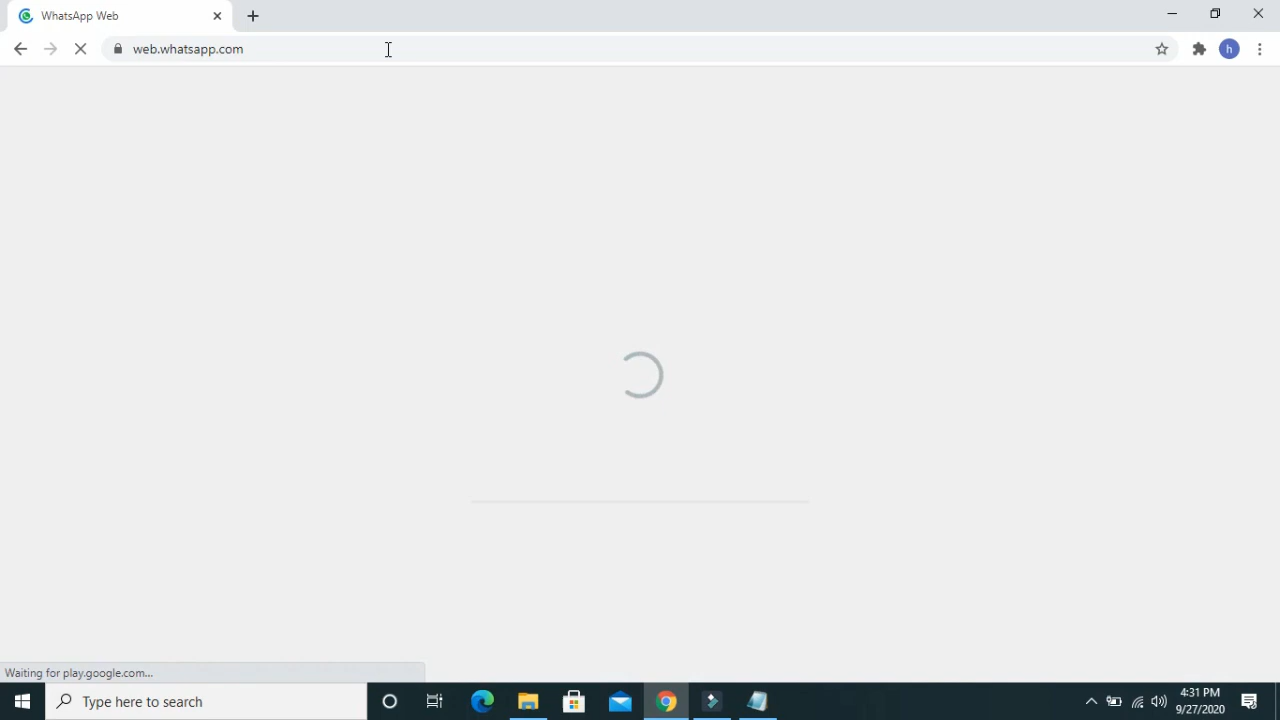 WhatsApp Web
web.whatsapp.com
h
Waiting for play.google.com...
Type here to search
4:31 PM
9/27/2020